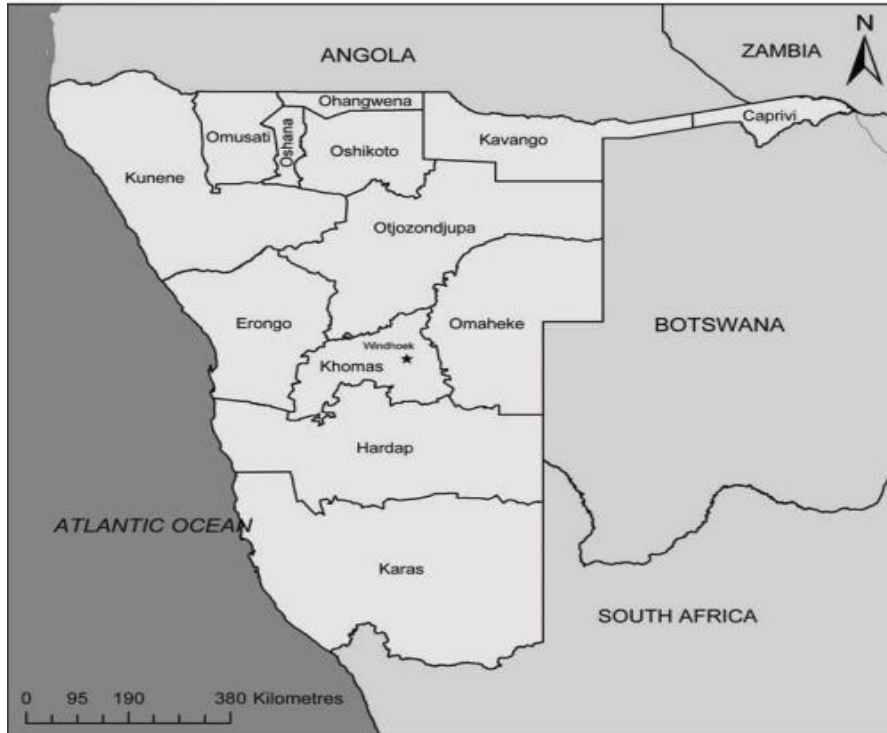 N
ANGOLA
ZAMBIA
Ohangwena
Caprivi
Omusati
Oshana
Oshikoto
Kavango
Kunene
Otjozondjupa
Erongo
Omaheke
BOTSWANA
Windhoek
Khomas
Hardap
ATLANTIC OCEAN
Karas
SOUTH AFRICA
0 95 190 380 Kilometres